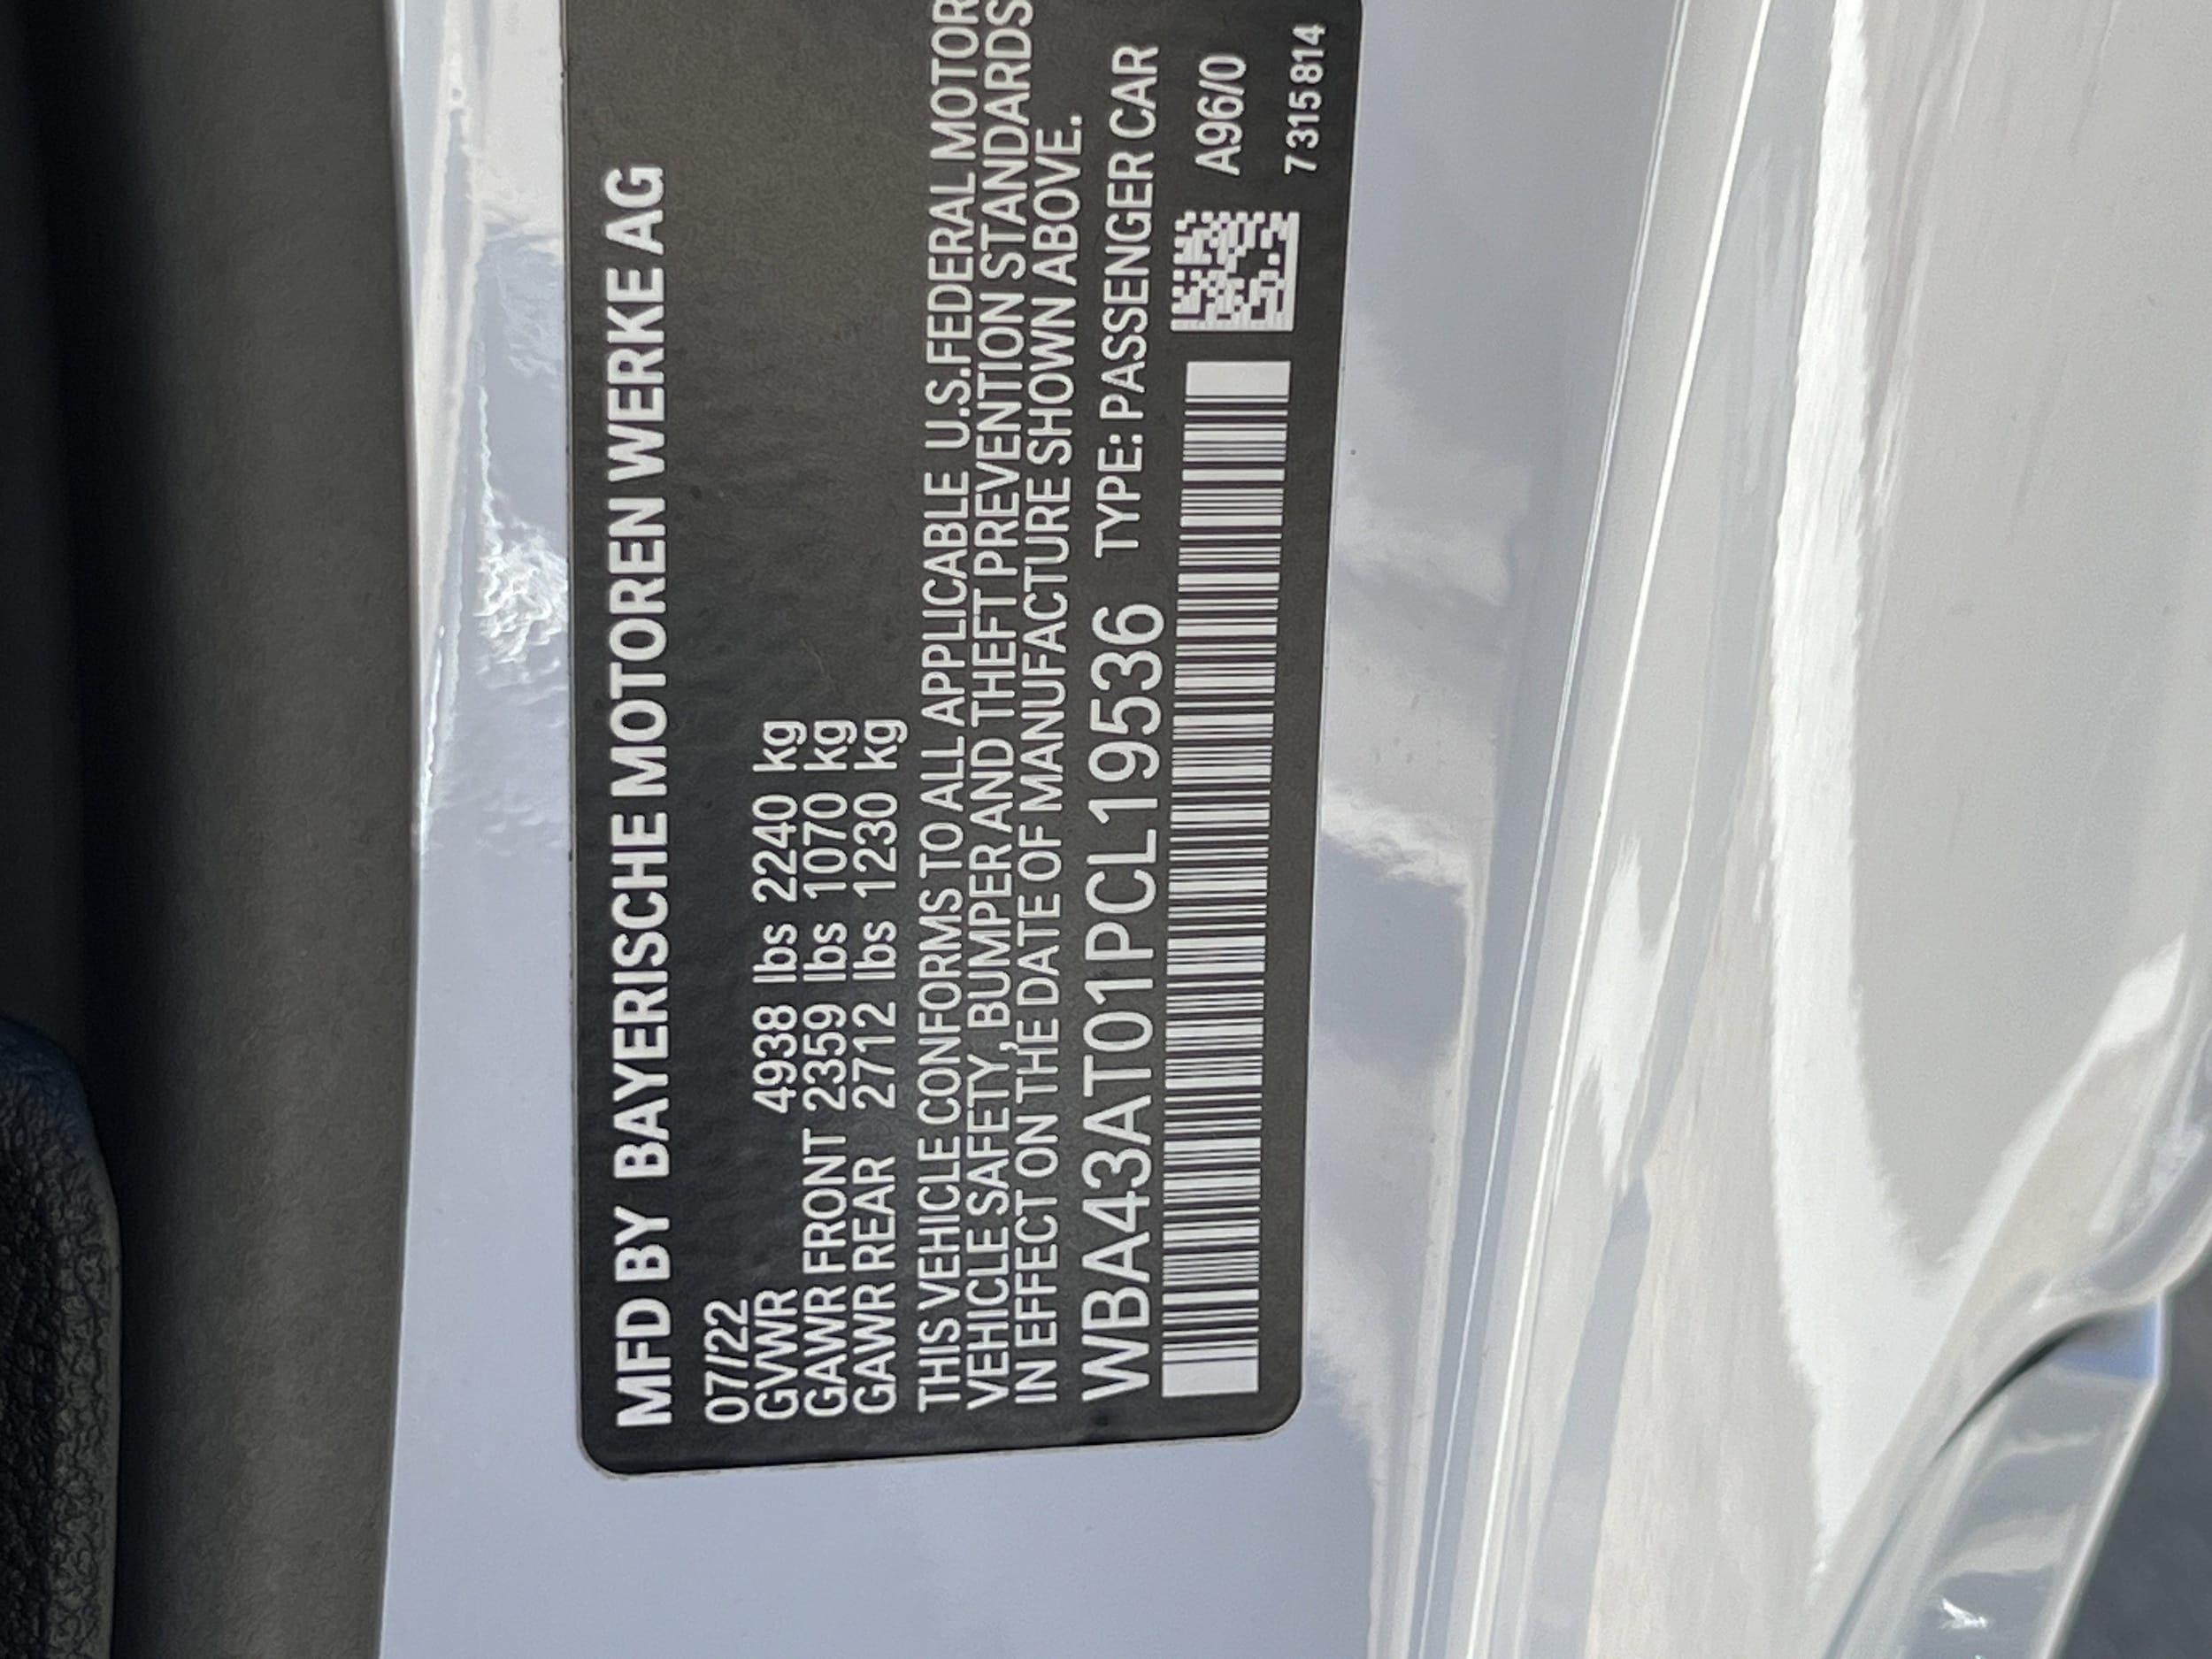 MFD BY BAYERISCHE MOTOREN WERKE AG
07/22
GVWR 4938 lbs 2240 kg
GAWR FRONT 2359 lbs 1070 kg
GAWR REAR 2712 lbs 1230 kg
THIS VEHICLE CONFORMS TO ALL APPLICABLE U.S.FEDERAL MOTOR
VEHICLE SAFETY, BUMPER AND THEFT PREVENTION STANDARDS
IN EFFECT ON THE DATE OF MANUFACTURE SHOWN ABOVE.
WBA43AT01PCL19536 TYPE: PASSENGER CAR
A96/0
7315814